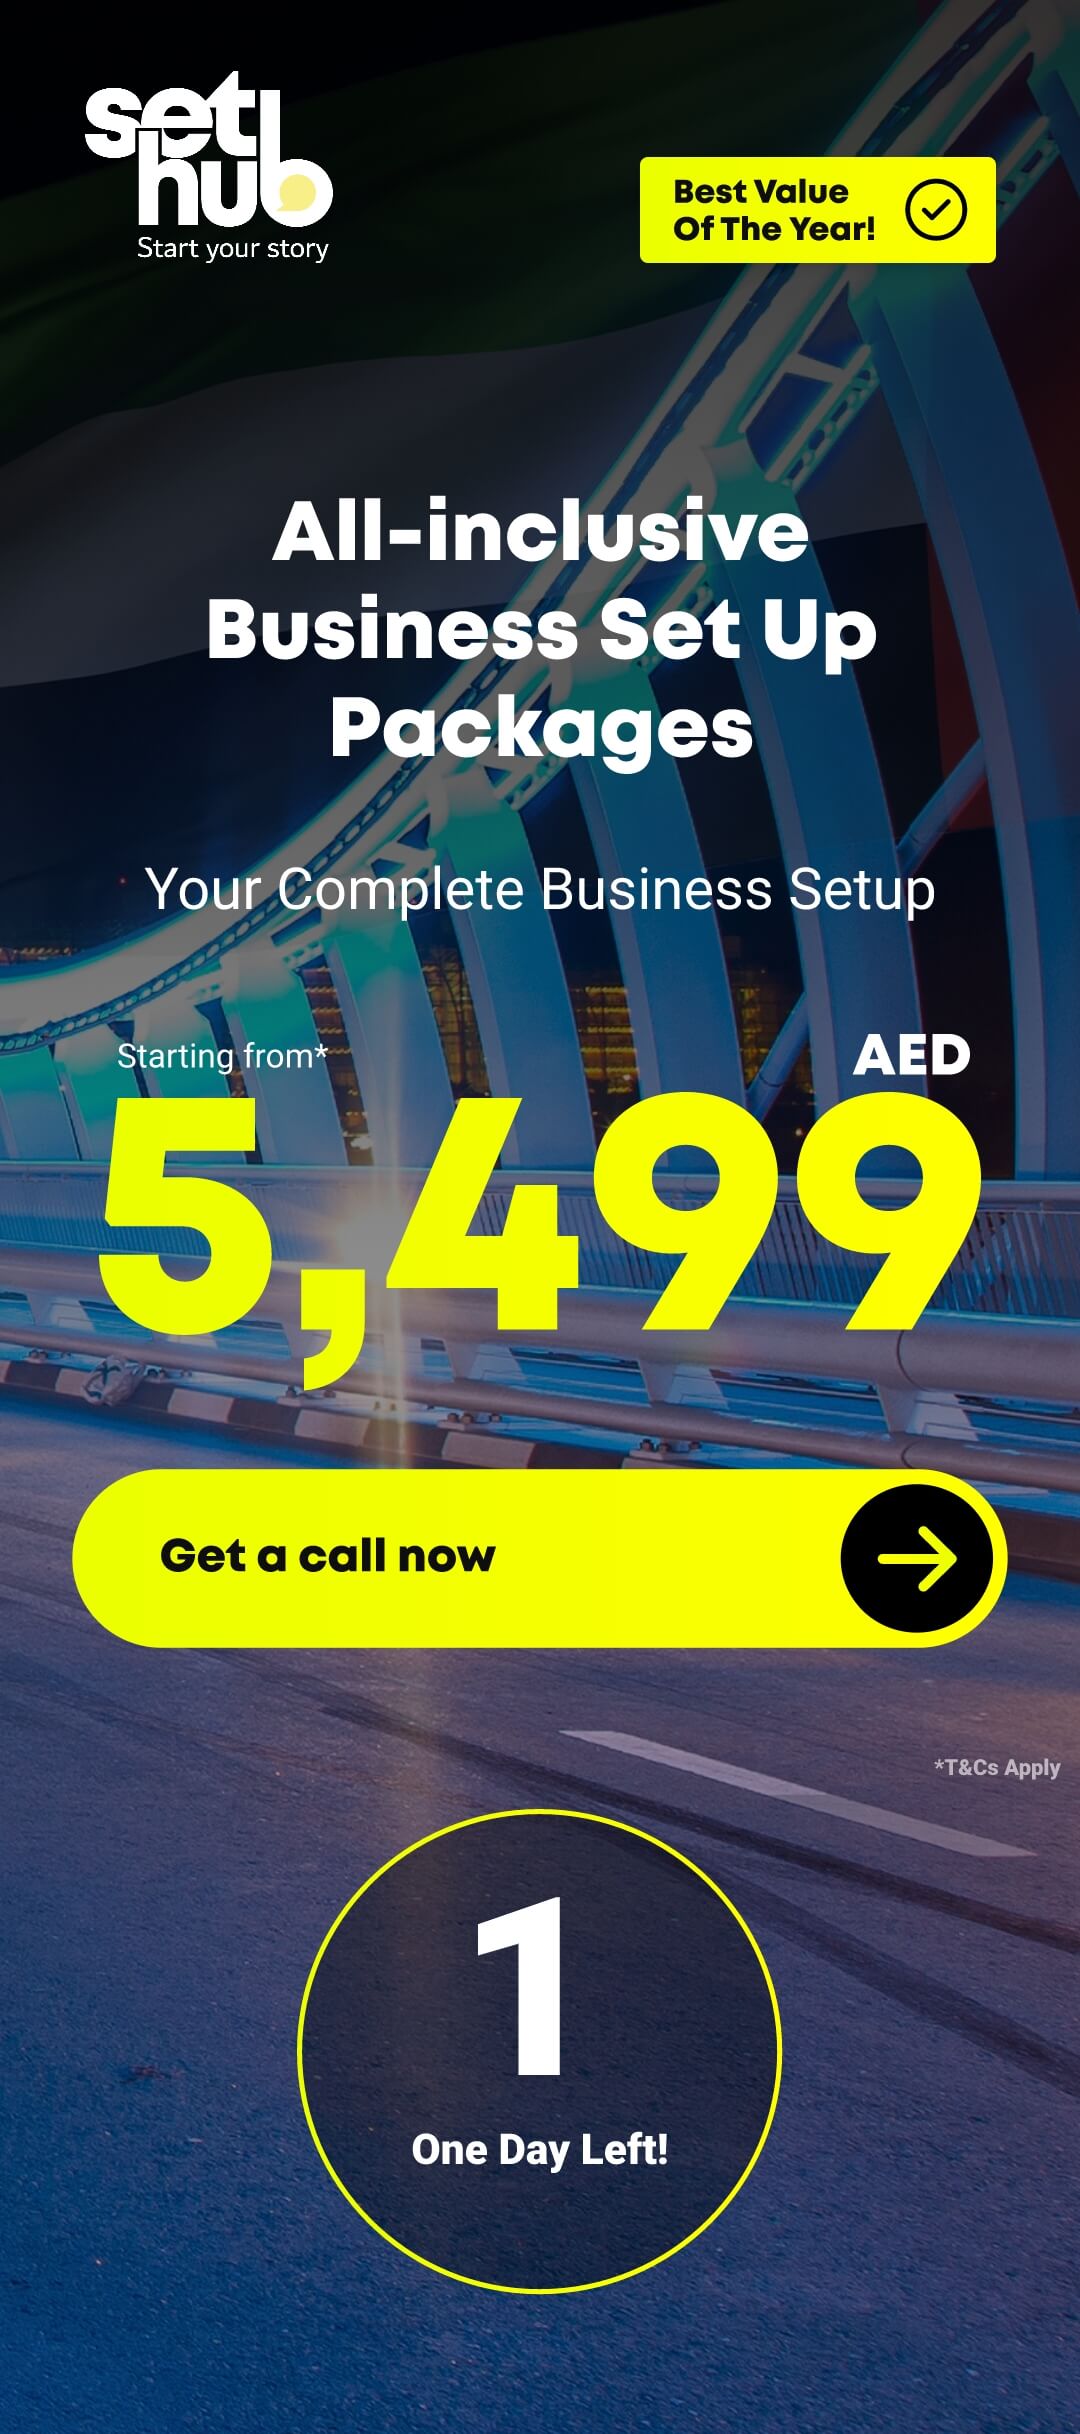 set
hub
Start your story
Best Value
Of The Year!
All-inclusive
Business Set Up
Packages
Your Complete Business Setup
Starting from*
AED
5,499
Get a call now
*T&Cs Apply
1
One Day Left!